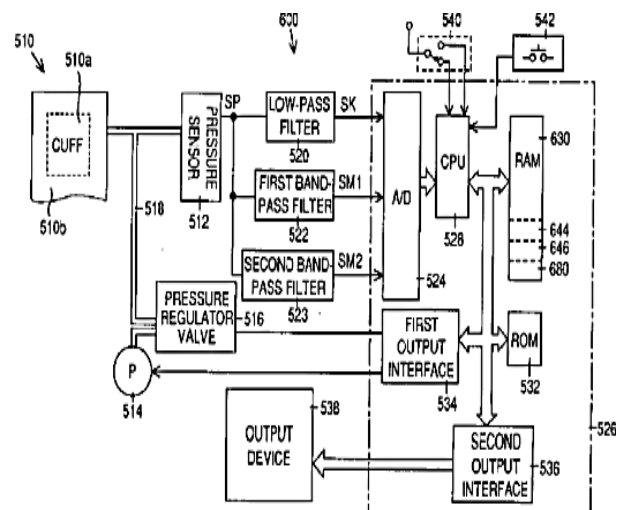 600
540
542
510
510a
CUFF
510b
518
PRESSURE
SENSOR
512
SP
LOW-PASS
FILTER
520
SK
FIRST BAND-
PASS FILTER
522
SM1
SECOND BAND-
PASS FILTER
523
SM2
A/D
524
CPU
528
RAM
630
644
646
680
PRESSURE
REGULATOR
VALVE
516
P
514
FIRST
OUTPUT
INTERFACE
534
ROM
532
538
OUTPUT
DEVICE
SECOND
OUTPUT
INTERFACE
536
526